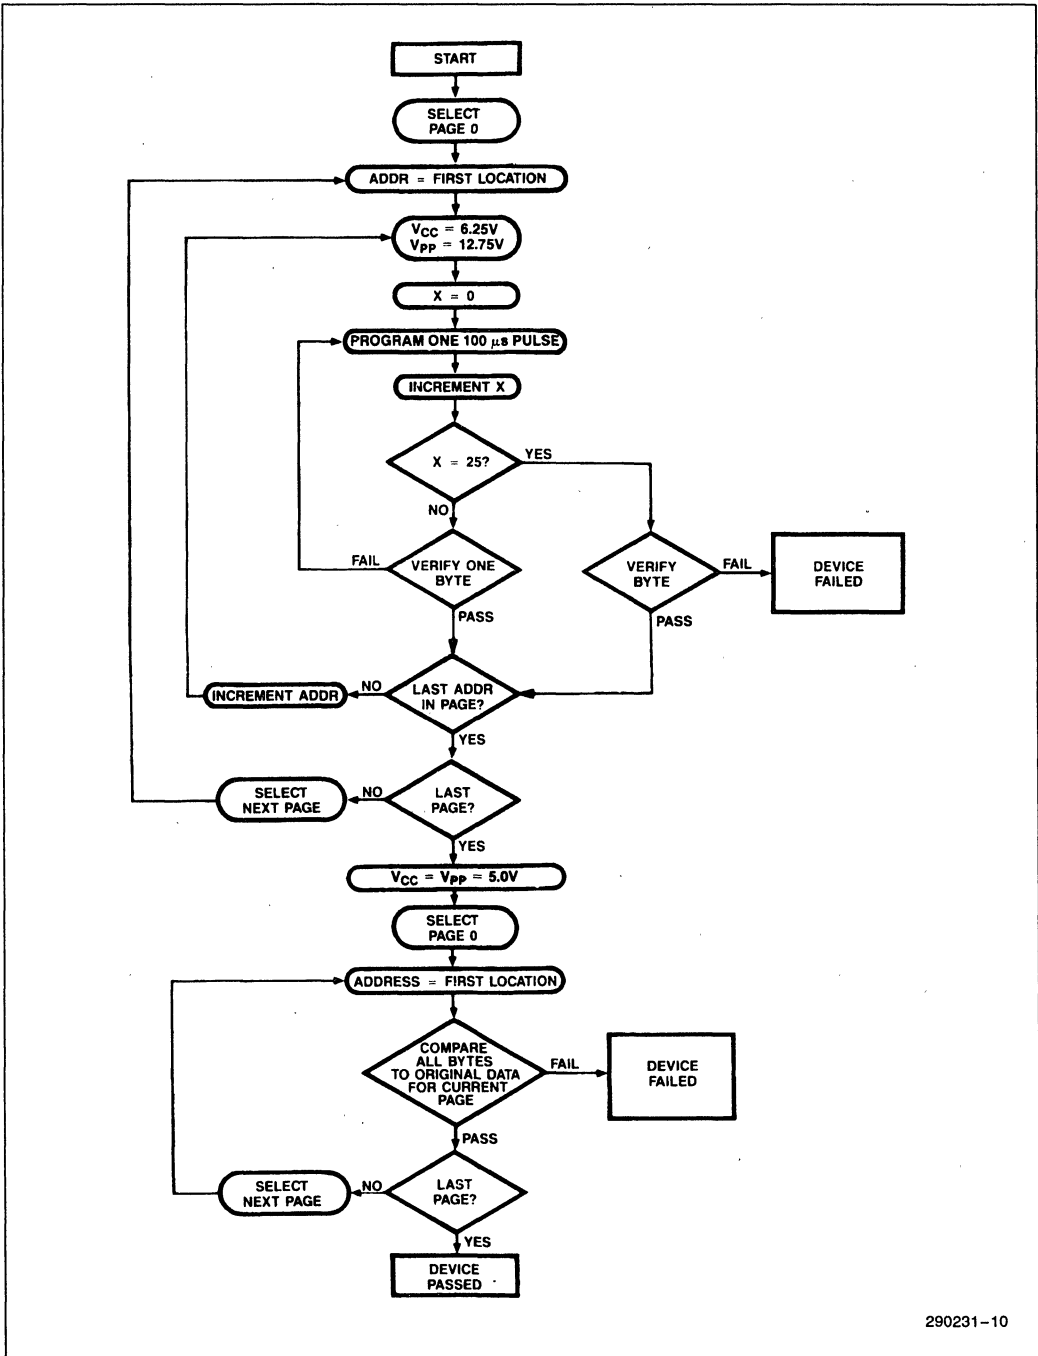 START
SELECT
PAGE 0
ADDR = FIRST LOCATION
VCC = 6.25V
VPP = 12.75V
X = 0
PROGRAM ONE 100 μs PULSE
INCREMENT X
X = 25?
YES
NO
VERIFY ONE
BYTE
FAIL
PASS
VERIFY
BYTE
FAIL
PASS
DEVICE
FAILED
LAST ADDR
IN PAGE?
NO
INCREMENT ADDR
YES
LAST
PAGE?
NO
SELECT
NEXT PAGE
YES
VCC = VPP = 5.0V
SELECT
PAGE 0
ADDRESS = FIRST LOCATION
COMPARE
ALL BYTES
TO ORIGINAL DATA
FOR CURRENT
PAGE
FAIL
DEVICE
FAILED
PASS
LAST
PAGE?
NO
SELECT
NEXT PAGE
YES
DEVICE
PASSED
290231-10